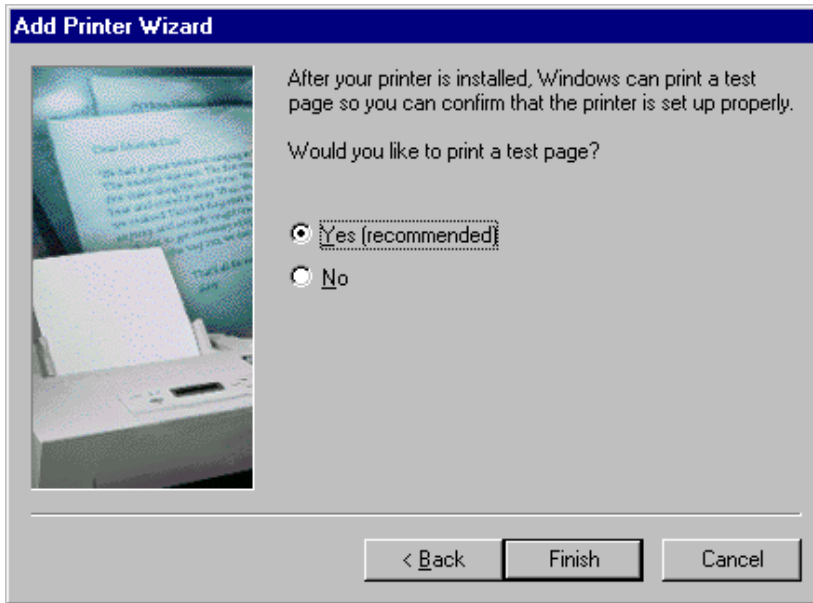 Add Printer Wizard
After your printer is installed, Windows can print a test
page so you can confirm that the printer is set up properly.
Would you like to print a test page?
Yes (recommended)
No
< Back
Finish
Cancel